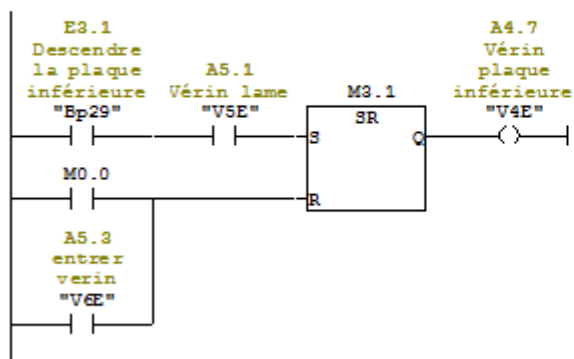 E3.1
Descendre
la plaque
inférieure
"Bp29"
A5.1
Vérin lame
"V5E"
M3.1
SR
S
Q
R
A4.7
Vérin
plaque
inférieure
"V4E"
M0.0
A5.3
entrer
verin
"V6E"